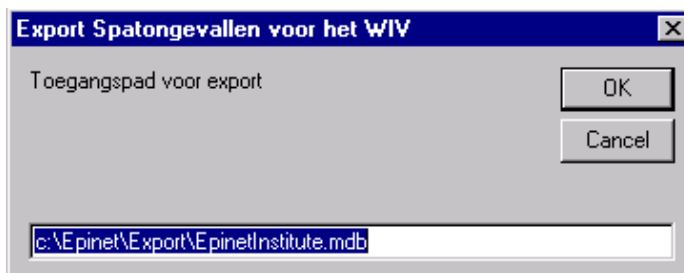 Export Spatongevallen voor het WIV
Toegangspad voor export
OK
Cancel
c:\Epinet\Export\EpinetInstitute.mdb